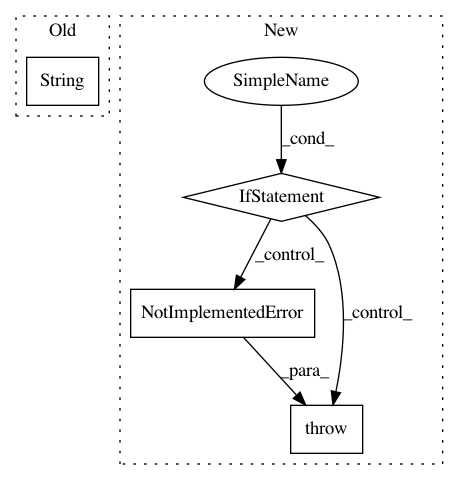 Old
New
String
SimpleName
_cond_
IfStatement
_control_
_control_
NotImplementedError
_para_
throw